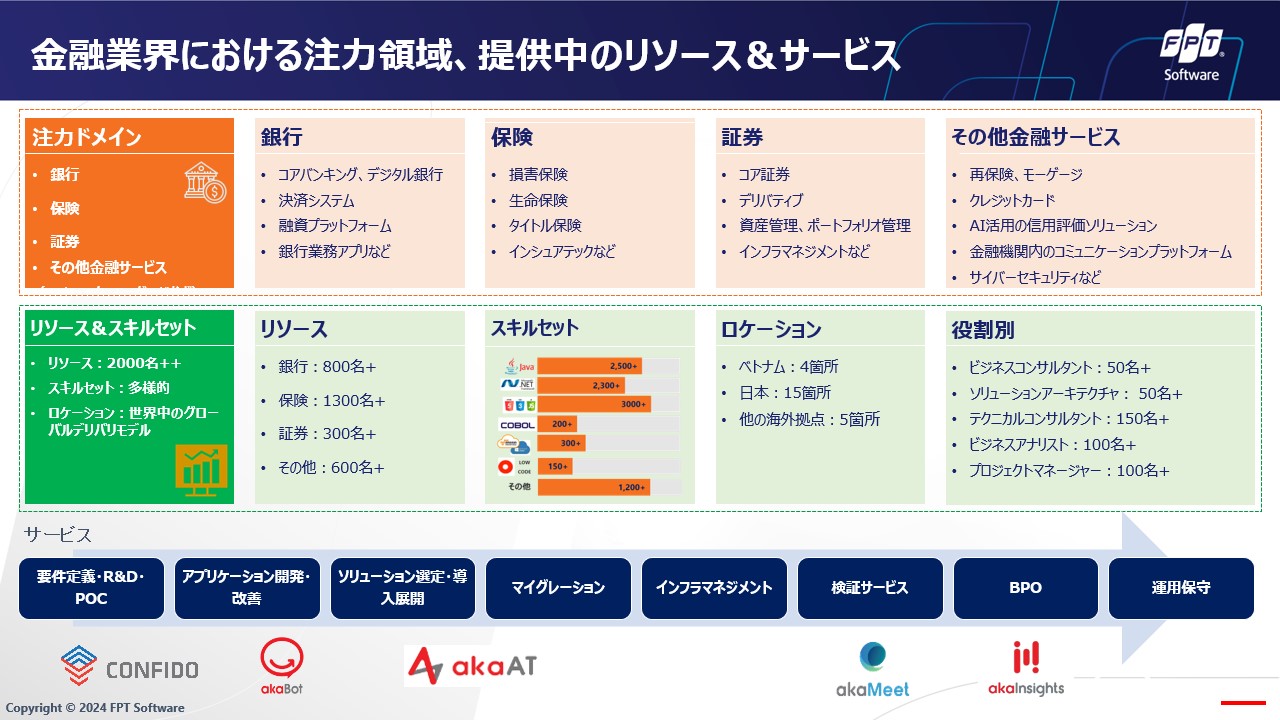 金融業界における注力領域、提供中のリソース＆サービス
FPT
Software
注力ドメイン
• 銀行
• 保険
• 証券
• その他金融サービス
銀行
• コアバンキング、デジタル銀行
• 決済システム
• 融資プラットフォーム
• 銀行業務アプリなど
保険
• 損害保険
• 生命保険
• タイトル保険
• インシュアテックなど
証券
• コア証券
• デリバティブ
• 資産管理、ポートフォリオ管理
• インフラマネジメントなど
その他金融サービス
• 再保険、モーゲージ
• クレジットカード
• AI活用の信用評価ソリューション
• 金融機関内のコミュニケーションプラットフォーム
• サイバーセキュリティなど
リソース＆スキルセット
• リソース：2000名++
• スキルセット：多様的
• ロケーション：世界中のグロー
バルデリバリモデル
リソース
• 銀行：800名+
• 保険：1300名+
• 証券：300名+
• その他：600名+
スキルセット
Java 2,500+
.NET 2,300+
3000+
COBOL 200+
300+
LOW
CODE 150+
その他 1,200+
ロケーション
• ベトナム：4箇所
• 日本：15箇所
• 他の海外拠点：5箇所
役割別
• ビジネスコンサルタント：50名+
• ソリューションアーキテクチャ： 50名+
• テクニカルコンサルタント：150名+
• ビジネスアナリスト：100名+
• プロジェクトマネージャー：100名+
サービス
要件定義・R&D・
POC
アプリケーション開発・
改善
ソリューション選定・導
入展開
マイグレーション
インフラマネジメント
検証サービス
BPO
運用保守
CONFIDO
akaBot
akaAT
akaMeet
akaInsights
Copyright © 2024 FPT Software